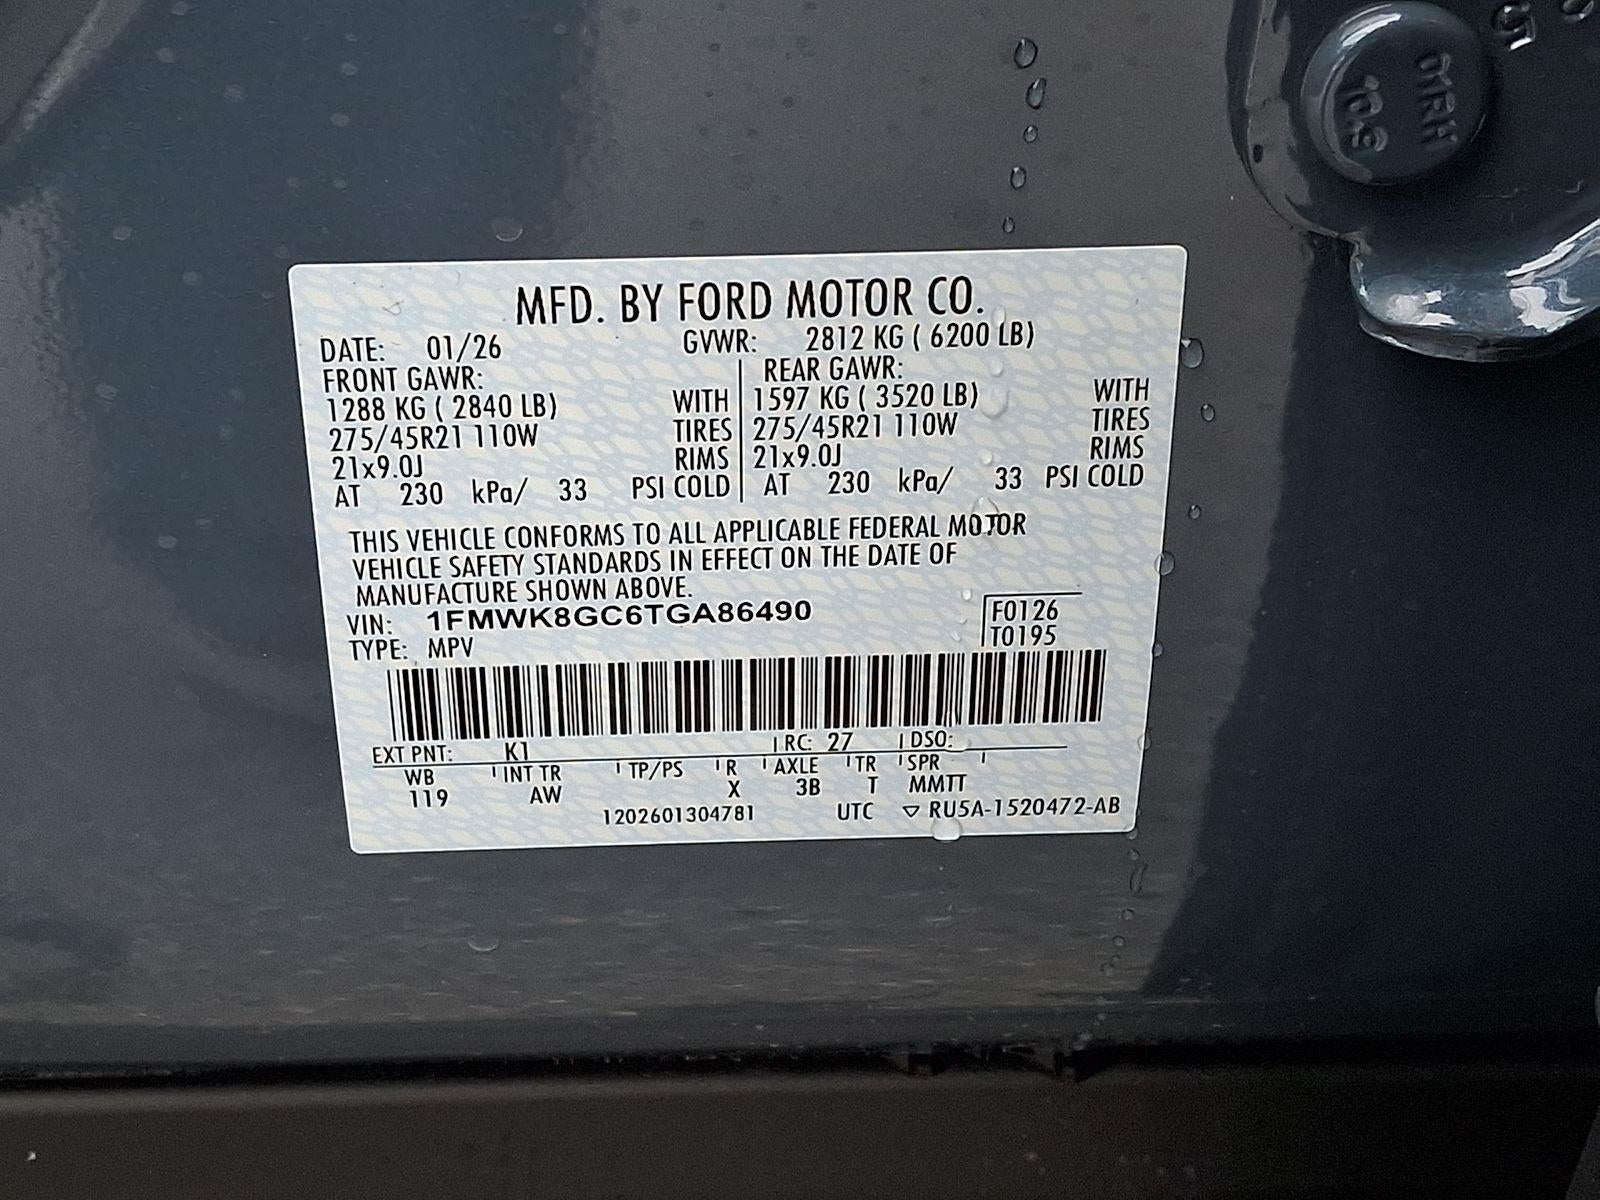 MFD. BY FORD MOTOR CO.
DATE: 01/26 GVWR: 2812 KG ( 6200 LB)
FRONT GAWR: REAR GAWR:
1288 KG ( 2840 LB) WITH 1597 KG ( 3520 LB) WITH
275/45R21 110W TIRES 275/45R21 110W TIRES
21x9.0J RIMS 21x9.0J RIMS
AT 230 kPa/ 33 PSI COLD AT 230 kPa/ 33 PSI COLD
THIS VEHICLE CONFORMS TO ALL APPLICABLE FEDERAL MOTOR
VEHICLE SAFETY STANDARDS IN EFFECT ON THE DATE OF
MANUFACTURE SHOWN ABOVE.
VIN: 1FMWK8GC6TGA86490 F0126
TYPE: MPV T0195
EXT PNT: K1 RC: 27 DSO:
WB INT TR TP/PS R AXLE TR SPR
119 AW X 3B T MMTT
1202601304781 UTC ▽ RU5A-1520472-AB
01RH
10.9